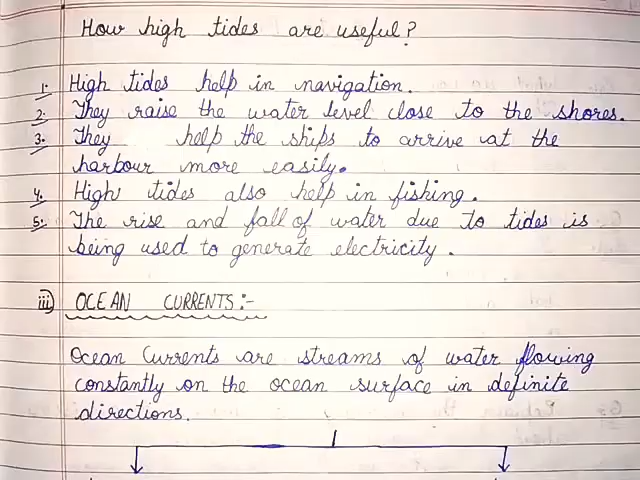 How high tides are useful?
1. High tides help in navigation.
2. They raise the water level close to the shores.
3. They help the ships to arrive at the
harbour more easily.
4. High tides also help in fishing.
5. The rise and fall of water due to tides is
being used to generate electricity.
iii) OCEAN CURRENTS:-
Ocean Currents are streams of water flowing
constantly on the ocean surface in definite
directions.